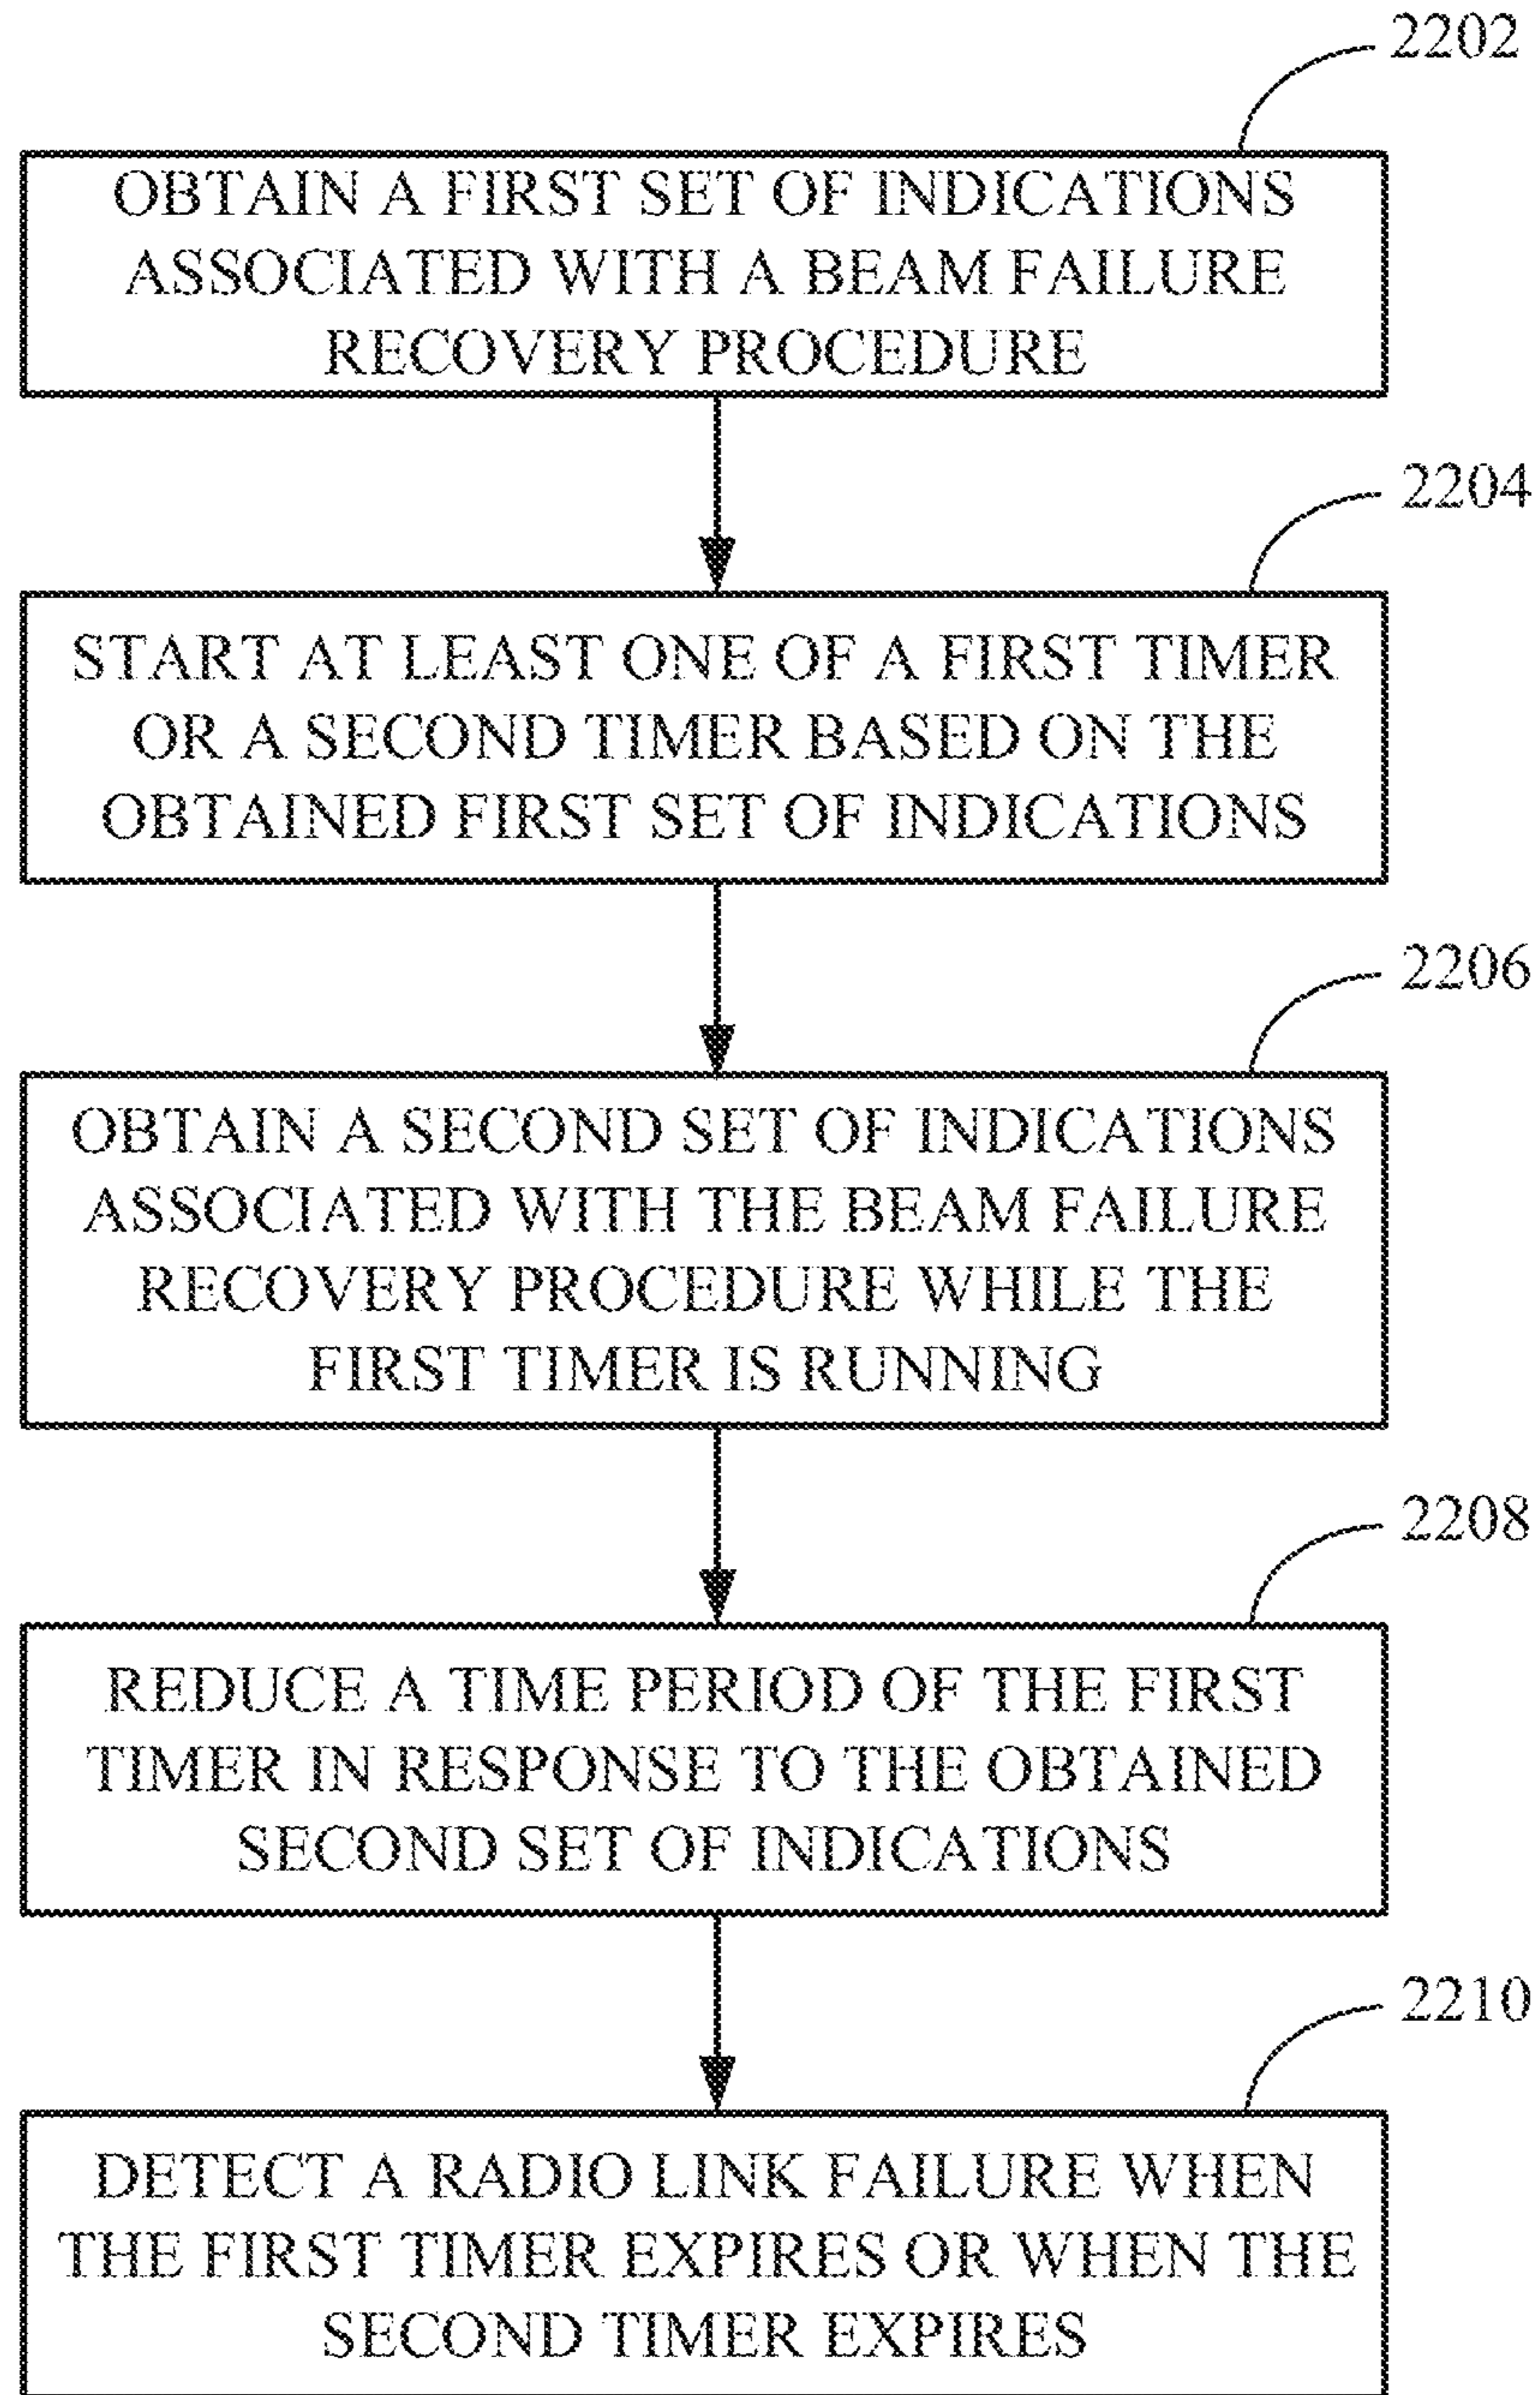 2202
OBTAIN A FIRST SET OF INDICATIONS
ASSOCIATED WITH A BEAM FAILURE
RECOVERY PROCEDURE
2204
START AT LEAST ONE OF A FIRST TIMER
OR A SECOND TIMER BASED ON THE
OBTAINED FIRST SET OF INDICATIONS
2206
OBTAIN A SECOND SET OF INDICATIONS
ASSOCIATED WITH THE BEAM FAILURE
RECOVERY PROCEDURE WHILE THE
FIRST TIMER IS RUNNING
2208
REDUCE A TIME PERIOD OF THE FIRST
TIMER IN RESPONSE TO THE OBTAINED
SECOND SET OF INDICATIONS
2210
DETECT A RADIO LINK FAILURE WHEN
THE FIRST TIMER EXPIRES OR WHEN THE
SECOND TIMER EXPIRES